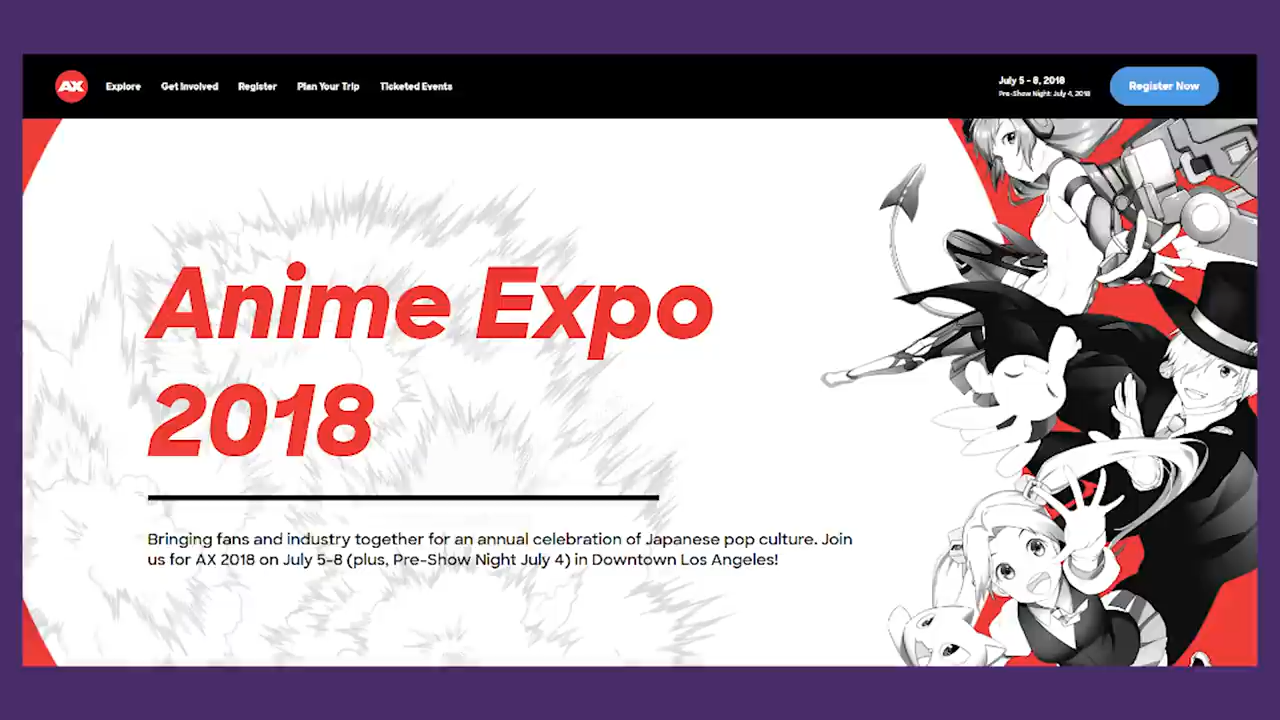 AX
Explore
Get Involved
Register
Plan Your Trip
Ticketed Events
July 5 - 8, 2018
Pre-Show Night: July 4, 2018
Register Now
Anime Expo
2018
Bringing fans and industry together for an annual celebration of Japanese pop culture. Join
us for AX 2018 on July 5-8 (plus, Pre-Show Night July 4) in Downtown Los Angeles!